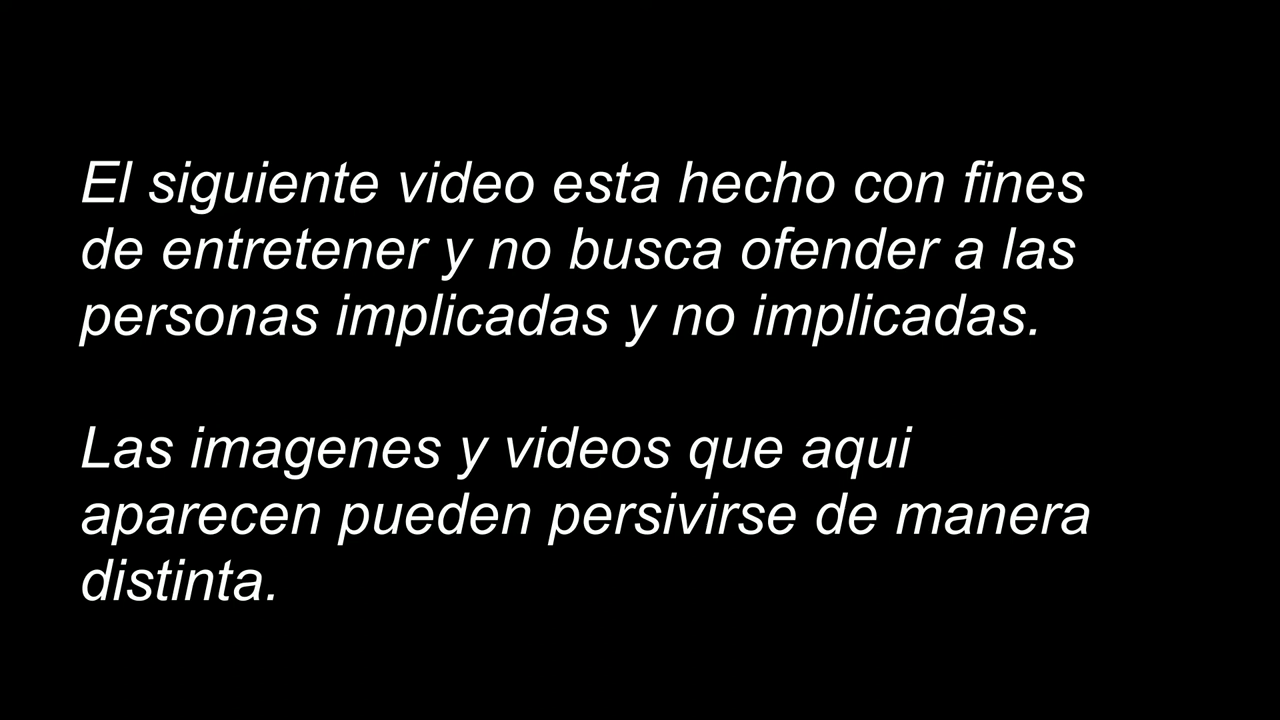 El siguiente video esta hecho con fines
de entretener y no busca ofender a las
personas implicadas y no implicadas.
Las imagenes y videos que aqui
aparecen pueden persivirse de manera
distinta.